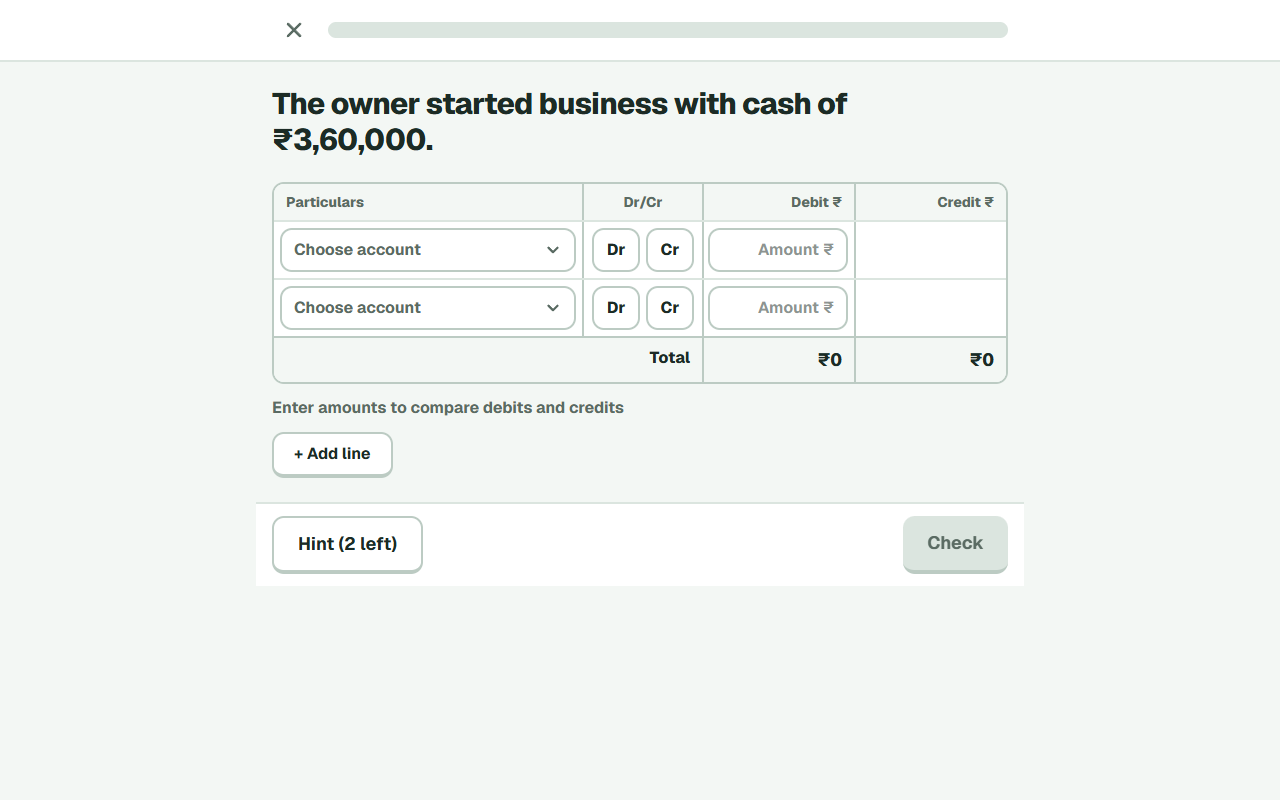 The owner started business with cash of
₹3,60,000.
Particulars Dr/Cr Debit ₹ Credit ₹
Choose account Dr Cr Amount ₹
Choose account Dr Cr Amount ₹
Total ₹0 ₹0
Enter amounts to compare debits and credits
+ Add line
Hint (2 left) Check